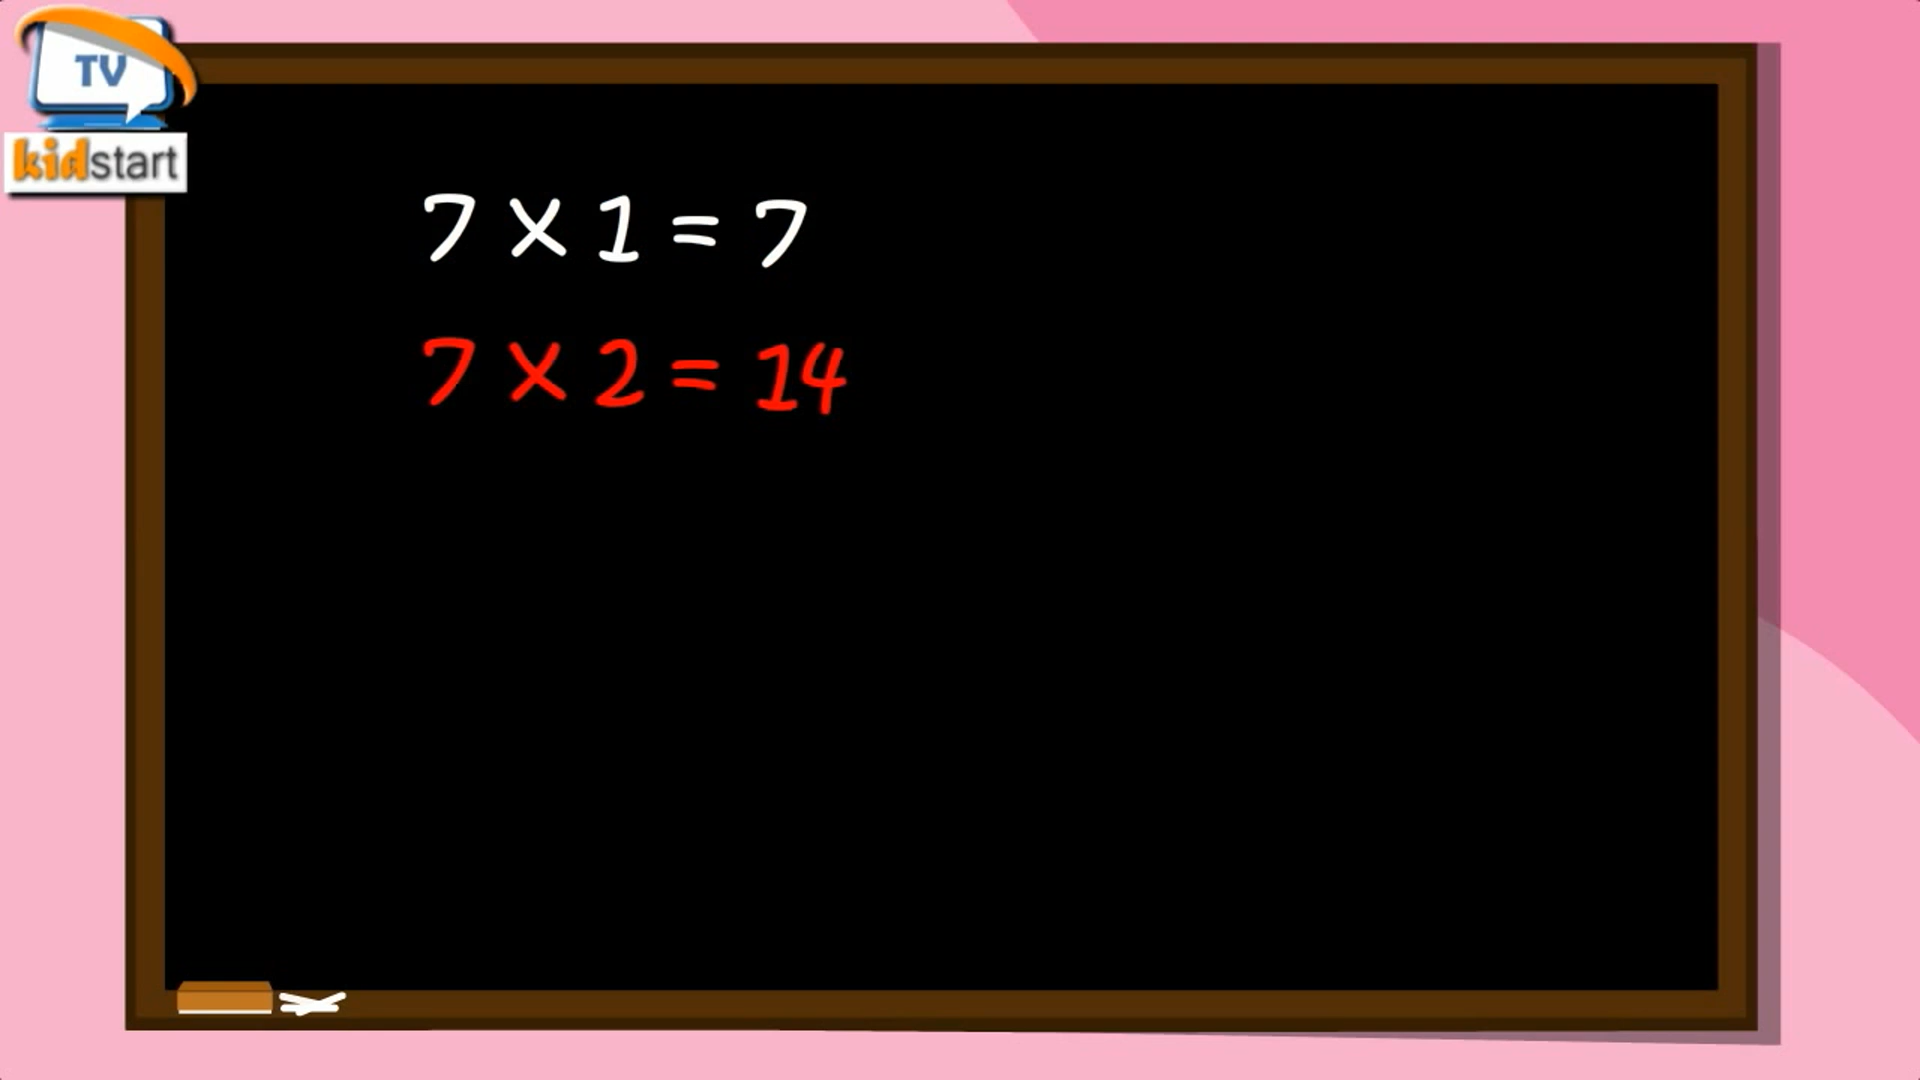 TV
kidstart
7 × 1 = 7
7 × 2 = 14